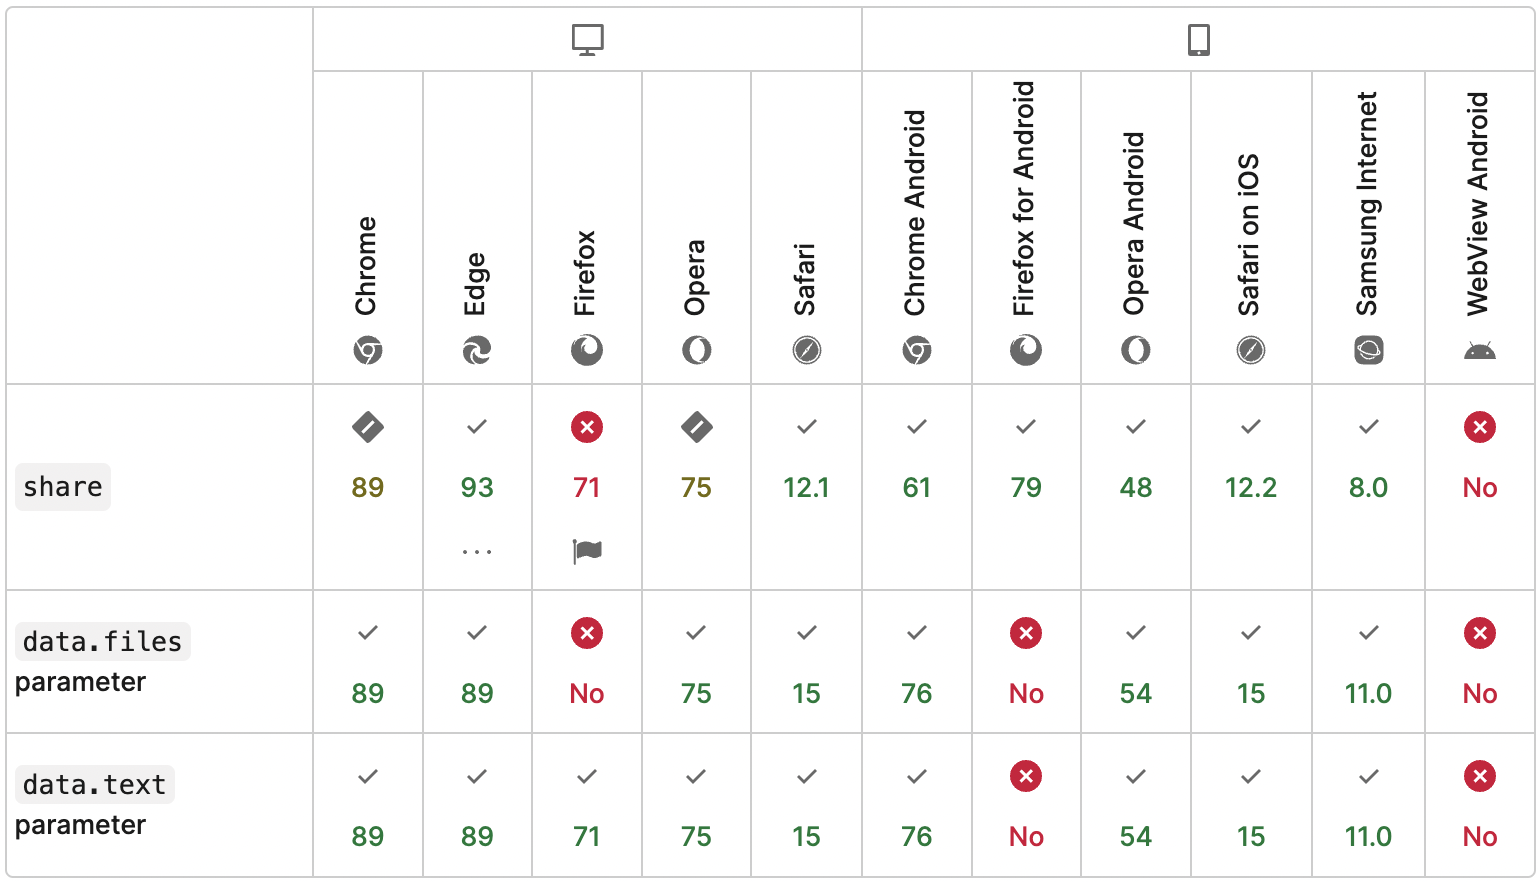 Chrome
Edge
Firefox
Opera
Safari
Chrome Android
Firefox for Android
Opera Android
Safari on iOS
Samsung Internet
WebView Android
share 89 93 71 75 12.1 61 79 48 12.2 8.0 No
...
data.files
parameter
89 89 No 75 15 76 No 54 15 11.0 No
data.text
parameter
89 89 71 75 15 76 No 54 15 11.0 No